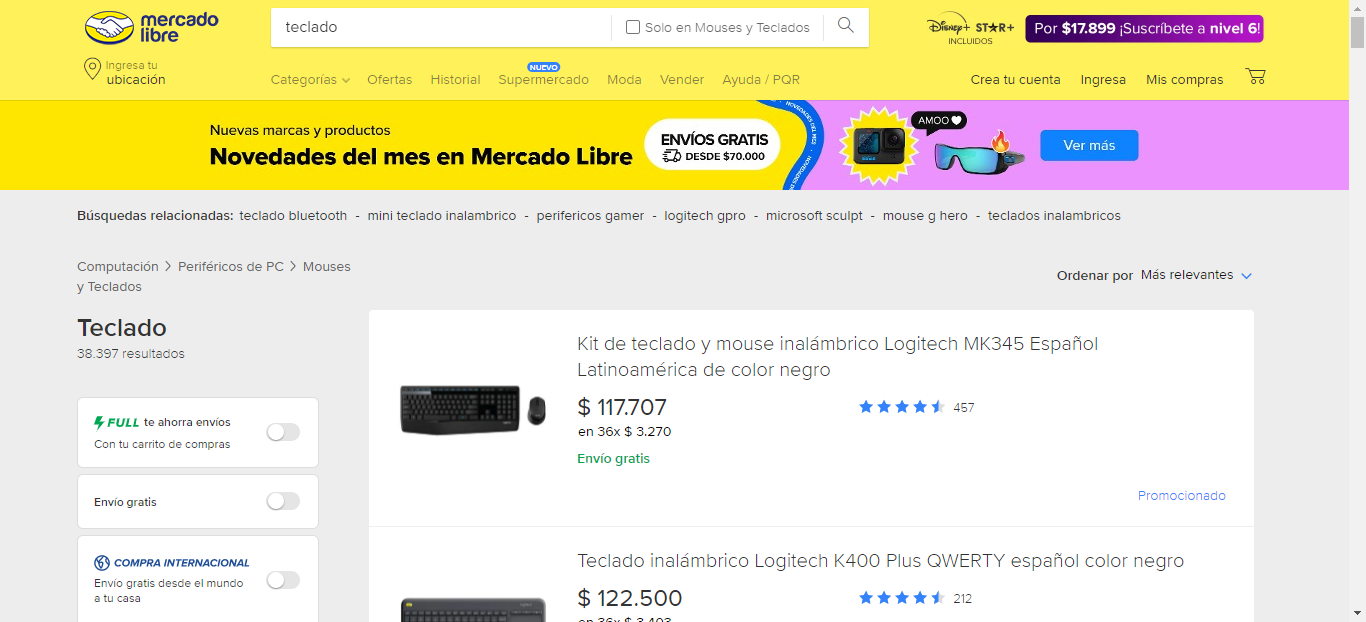 mercado
libre
teclado
Solo en Mouses y Teclados
Disney+ STAR+
INCLUIDOS
Por $17.899 ¡Suscríbete a nivel 6!
Ingresa tu
ubicación
Categorías
Ofertas
Historial
NUEVO
Supermercado
Moda
Vender
Ayuda / PQR
Crea tu cuenta
Ingresa
Mis compras
Nuevas marcas y productos
Novedades del mes en Mercado Libre
ENVÍOS GRATIS
DESDE $70.000
NOVEDADES DEL MES
AMOO
Ver más
Búsquedas relacionadas: teclado bluetooth - mini teclado inalambrico - perifericos gamer - logitech gpro - microsoft sculpt - mouse g hero - teclados inalambricos
Computación > Periféricos de PC > Mouses
y Teclados
Ordenar por Más relevantes
Teclado
38.397 resultados
FULL te ahorra envíos
Con tu carrito de compras
Envío gratis
COMPRA INTERNACIONAL
Envío gratis desde el mundo
a tu casa
Kit de teclado y mouse inalámbrico Logitech MK345 Español
Latinoamérica de color negro
$ 117.707
457
en 36x $ 3.270
Envío gratis
Promocionado
Teclado inalámbrico Logitech K400 Plus QWERTY español color negro
$ 122.500
212
en 36x $ 3.403